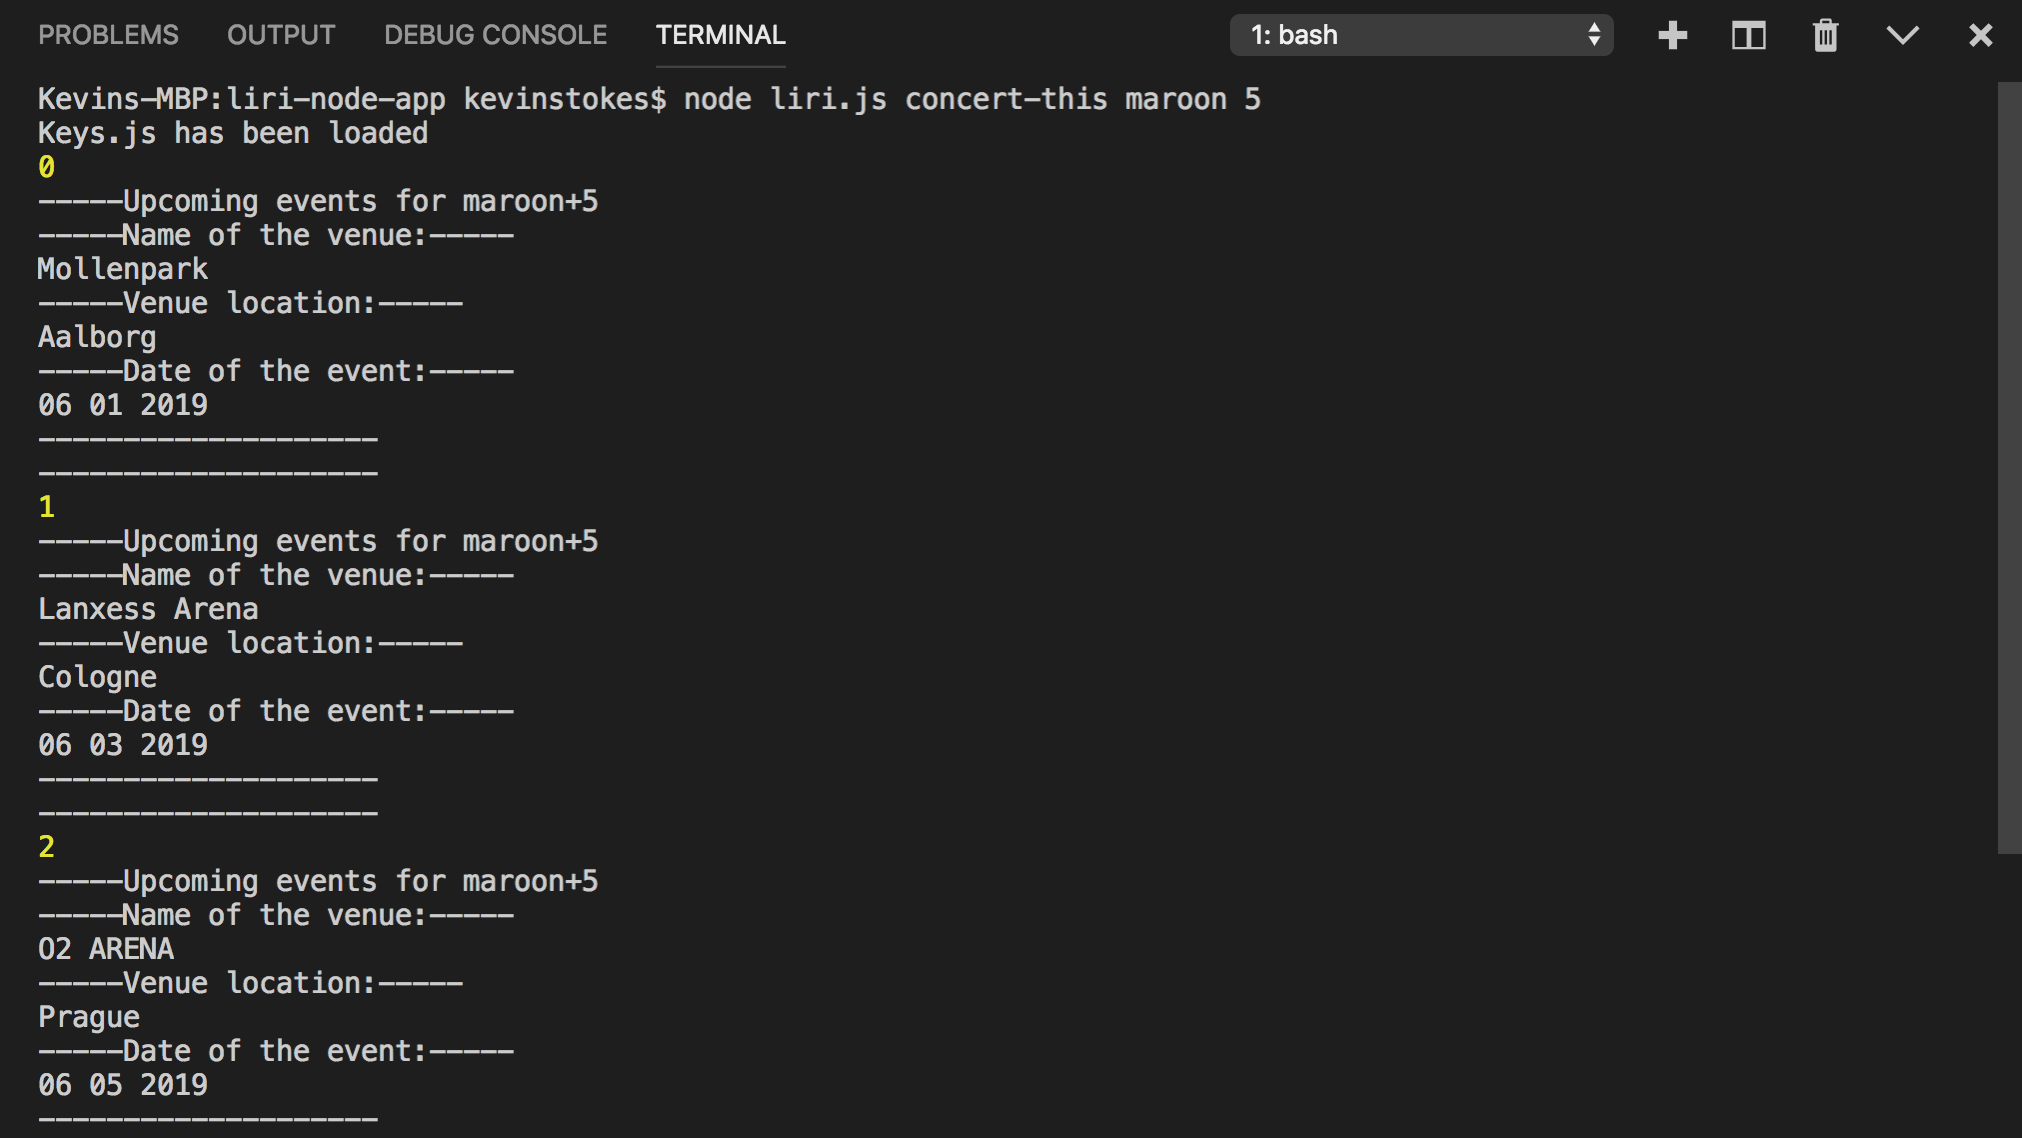 PROBLEMS OUTPUT DEBUG CONSOLE TERMINAL 1: bash
Kevins-MBP:liri-node-app kevinstokes$ node liri.js concert-this maroon 5
Keys.js has been loaded
0
-----Upcoming events for maroon+5
-----Name of the venue:-----
Mollenpark
-----Venue location:-----
Aalborg
-----Date of the event:-----
06 01 2019
--------------------
--------------------
1
-----Upcoming events for maroon+5
-----Name of the venue:-----
Lanxess Arena
-----Venue location:-----
Cologne
-----Date of the event:-----
06 03 2019
--------------------
--------------------
2
-----Upcoming events for maroon+5
-----Name of the venue:-----
O2 ARENA
-----Venue location:-----
Prague
-----Date of the event:-----
06 05 2019
--------------------